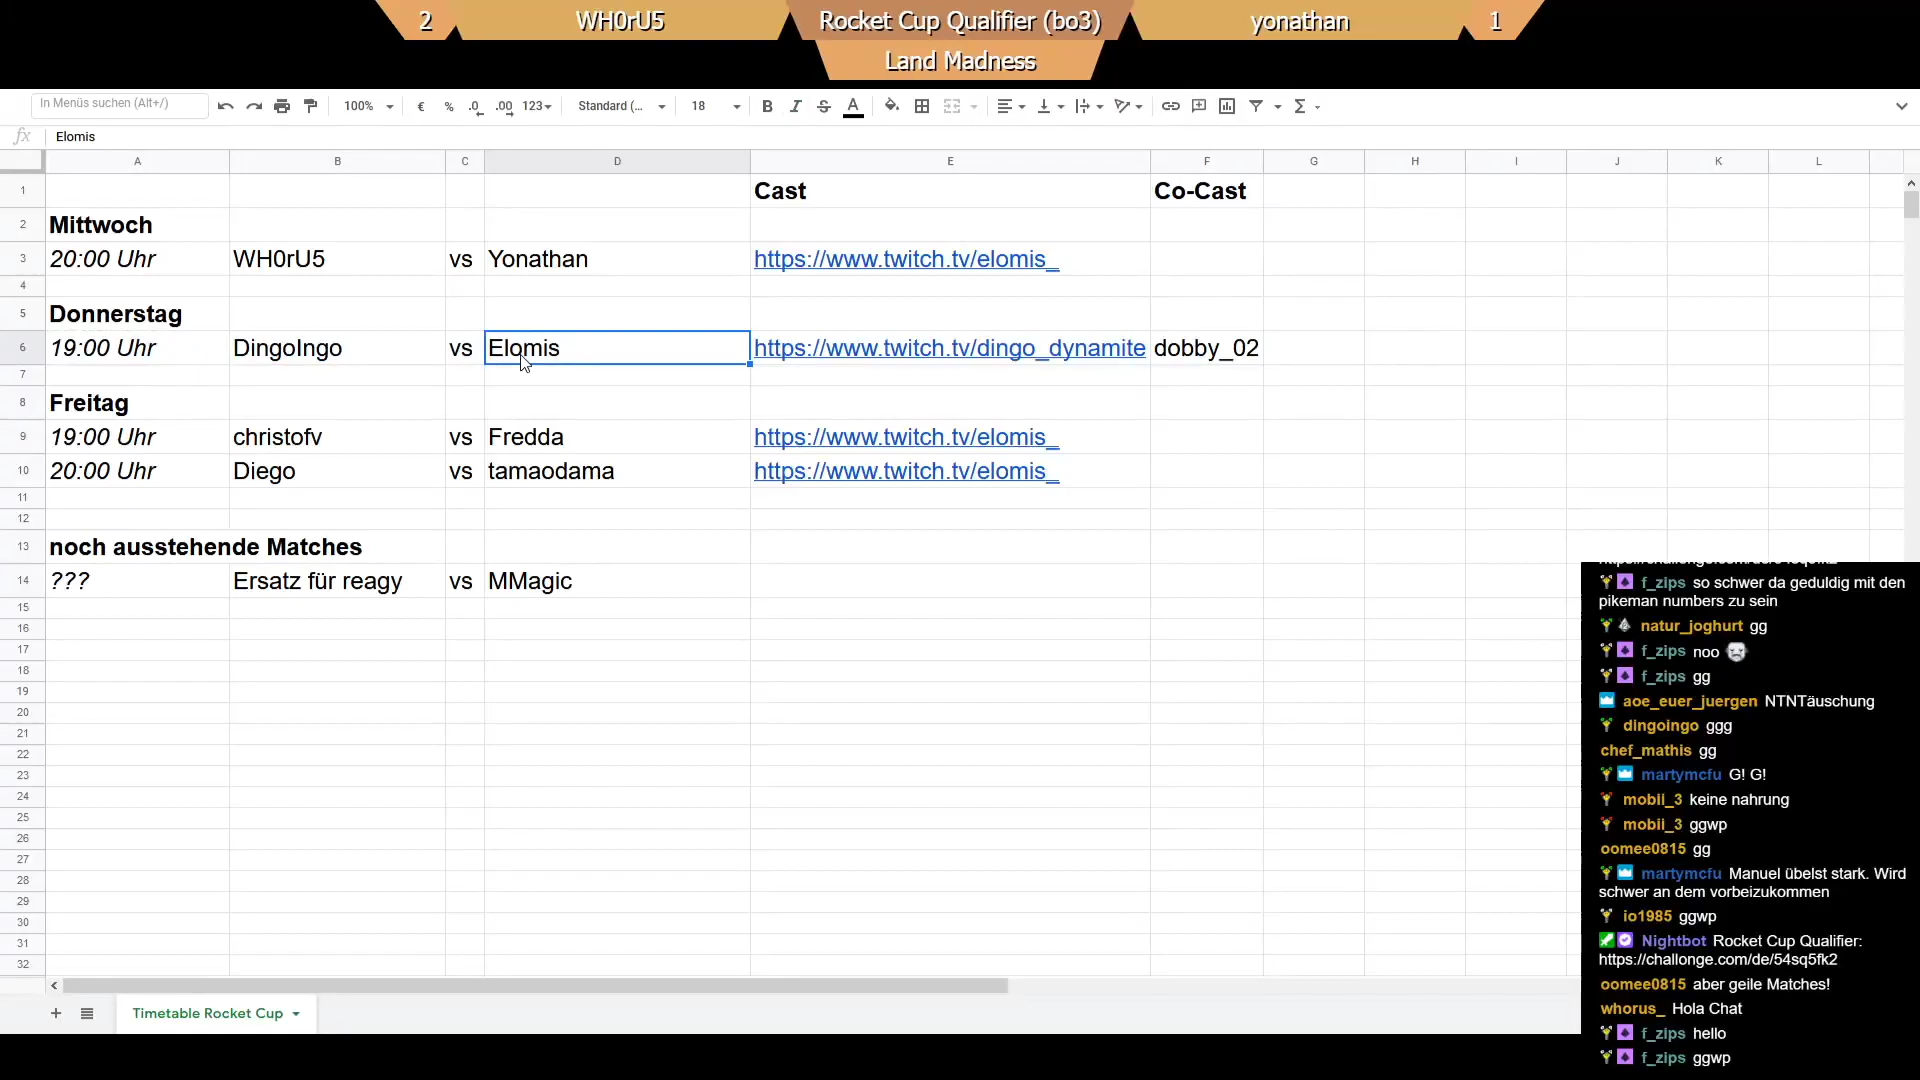 2 WH0rU5 Rocket Cup Qualifier (bo3) yonathan 1
Land Madness
In Menüs suchen (Alt+/) 100% € % .0 .00 123 Standard (... 18 B I S A Σ
fx Elomis
A B C D E F G H I J K L
1 Cast Co-Cast
2 Mittwoch
3 20:00 Uhr WH0rU5 vs Yonathan https://www.twitch.tv/elomis_
4
5 Donnerstag
6 19:00 Uhr DingoIngo vs Elomis https://www.twitch.tv/dingo_dynamite dobby_02
7
8 Freitag
9 19:00 Uhr christofv vs Fredda https://www.twitch.tv/elomis_
10 20:00 Uhr Diego vs tamaodama https://www.twitch.tv/elomis_
11
12
13 noch ausstehende Matches
14 ??? Ersatz für reagy vs MMagic
15
16
17
18
19
20
21
22
23
24
25
26
27
28
29
30
31
32
Timetable Rocket Cup
f_zips so schwer da geduldig mit den
pikeman numbers zu sein
natur_joghurt gg
f_zips noo
f_zips gg
aoe_euer_juergen NTNTäuschung
dingoingo ggg
chef_mathis gg
martymcfu G! G!
mobii_3 keine nahrung
mobii_3 ggwp
oomee0815 gg
martymcfu Manuel übelst stark. Wird
schwer an dem vorbeizukommen
io1985 ggwp
Nightbot Rocket Cup Qualifier:
https://challonge.com/de/54sq5fk2
oomee0815 aber geile Matches!
whorus_ Hola Chat
f_zips hello
f_zips ggwp